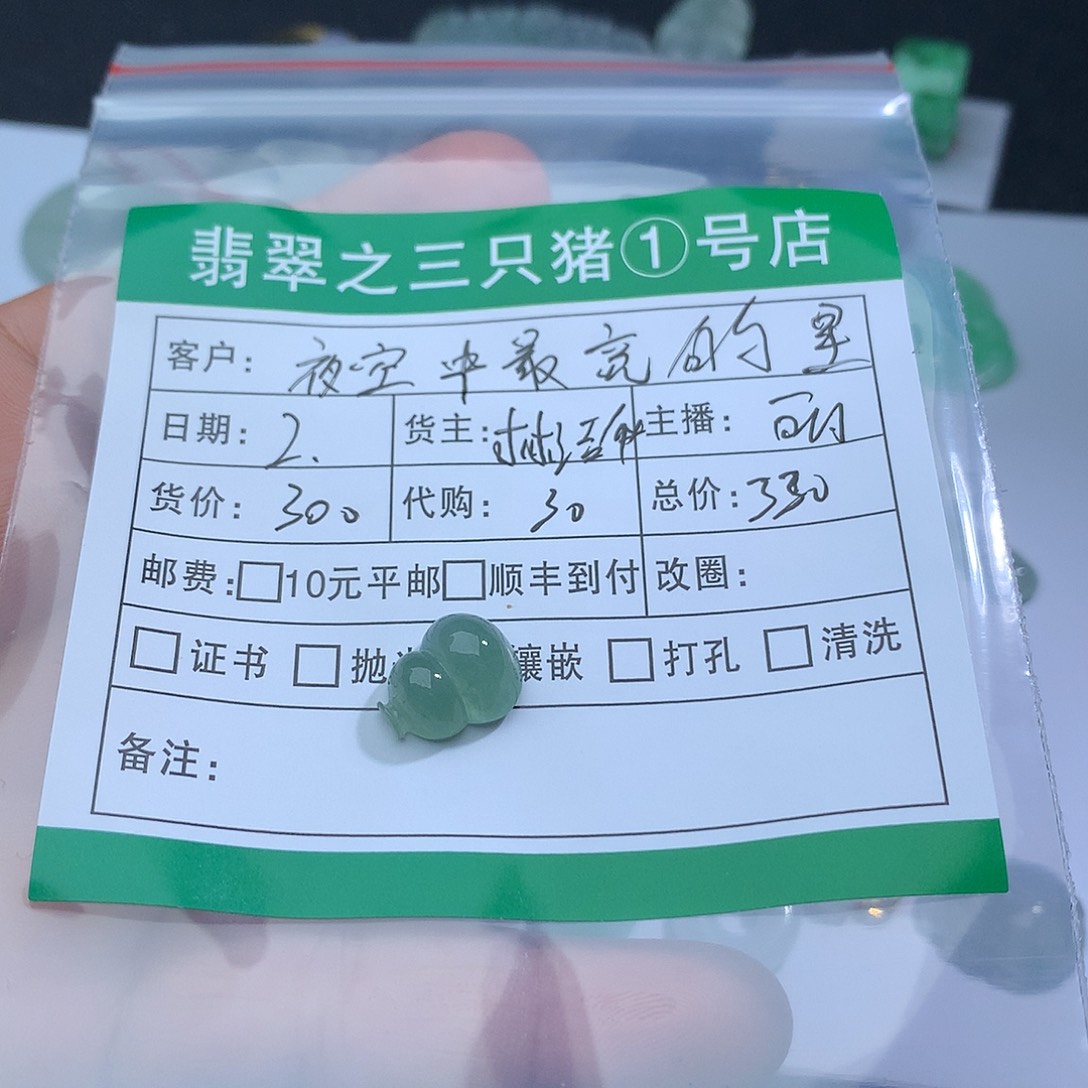 翡翠之三只猪①号店
客户: 夜空中最亮的星
日期: 2. 货主: 主播:
货价: 300 代购: 30 总价: 330
邮费: □10元平邮 □顺丰到付 改圈:
□ 证书 □ 抛 镶嵌 □ 打孔 □ 清洗
备注: